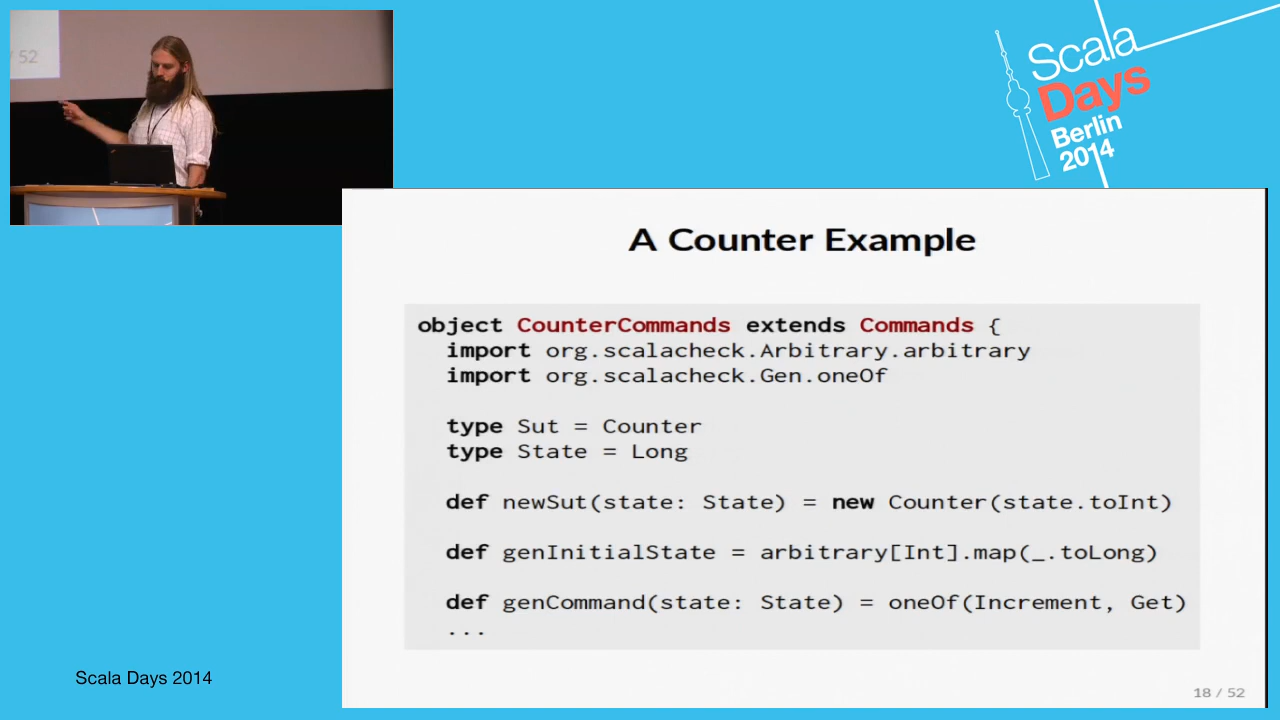 / 52
Scala
Days
Berlin
2014
A Counter Example
object CounterCommands extends Commands {
import org.scalacheck.Arbitrary.arbitrary
import org.scalacheck.Gen.oneOf
type Sut = Counter
type State = Long
def newSut(state: State) = new Counter(state.toInt)
def genInitialState = arbitrary[Int].map(_.toLong)
def genCommand(state: State) = oneOf(Increment, Get)
...
Scala Days 2014
18 / 52